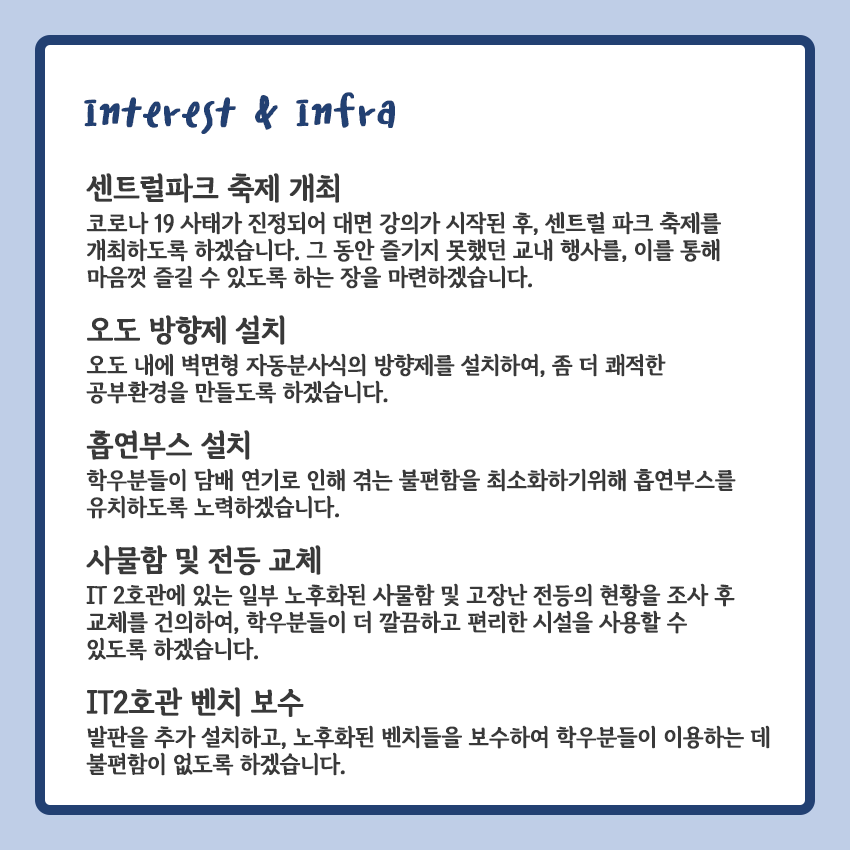 Interest & Infra
센트럴파크 축제 개최
코로나 19 사태가 진정되어 대면 강의가 시작된 후, 센트럴 파크 축제를
개최하도록 하겠습니다. 그 동안 즐기지 못했던 교내 행사를, 이를 통해
마음껏 즐길 수 있도록 하는 장을 마련하겠습니다.
오도 방향제 설치
오도 내에 벽면형 자동분사식의 방향제를 설치하여, 좀 더 쾌적한
공부환경을 만들도록 하겠습니다.
흡연부스 설치
학우분들이 담배 연기로 인해 겪는 불편함을 최소화하기위해 흡연부스를
유치하도록 노력하겠습니다.
사물함 및 전등 교체
IT 2호관에 있는 일부 노후화된 사물함 및 고장난 전등의 현황을 조사 후
교체를 건의하여, 학우분들이 더 깔끔하고 편리한 시설을 사용할 수
있도록 하겠습니다.
IT2호관 벤치 보수
발판을 추가 설치하고, 노후화된 벤치들을 보수하여 학우분들이 이용하는 데
불편함이 없도록 하겠습니다.